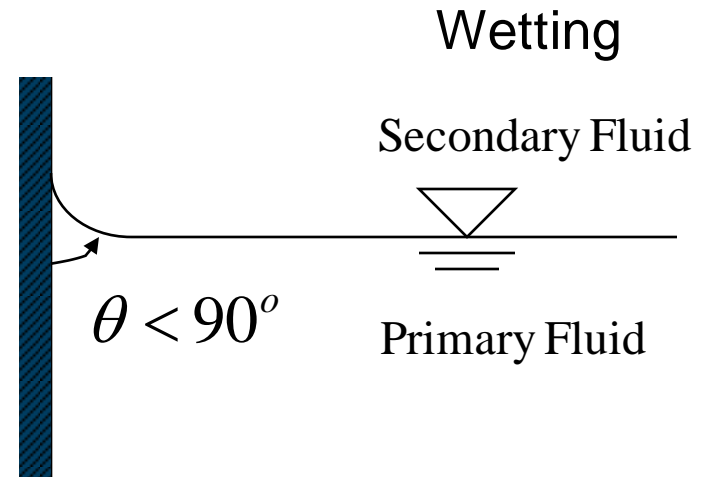 Wetting
Secondary Fluid
θ < 90°
Primary Fluid